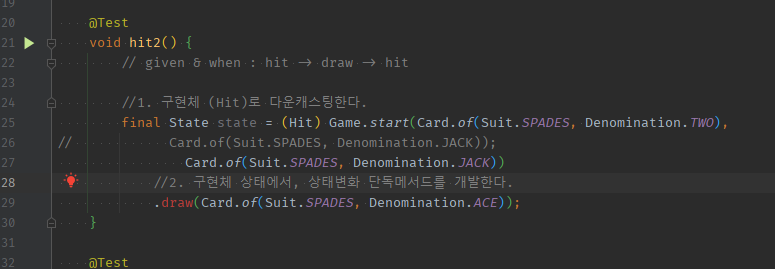 19
20 @Test
21 void hit2() {
22 // given & when : hit -> draw -> hit
23
24 //1. 구현체 (Hit)로 다운캐스팅한다.
25 final State state = (Hit) Game.start(Card.of(Suit.SPADES, Denomination.TWO),
26 // Card.of(Suit.SPADES, Denomination.JACK));
27 Card.of(Suit.SPADES, Denomination.JACK))
28 //2. 구현체 상태에서, 상태변화 단독메서드를 개발한다.
29 .draw(Card.of(Suit.SPADES, Denomination.ACE));
30 }
31
32 @Test